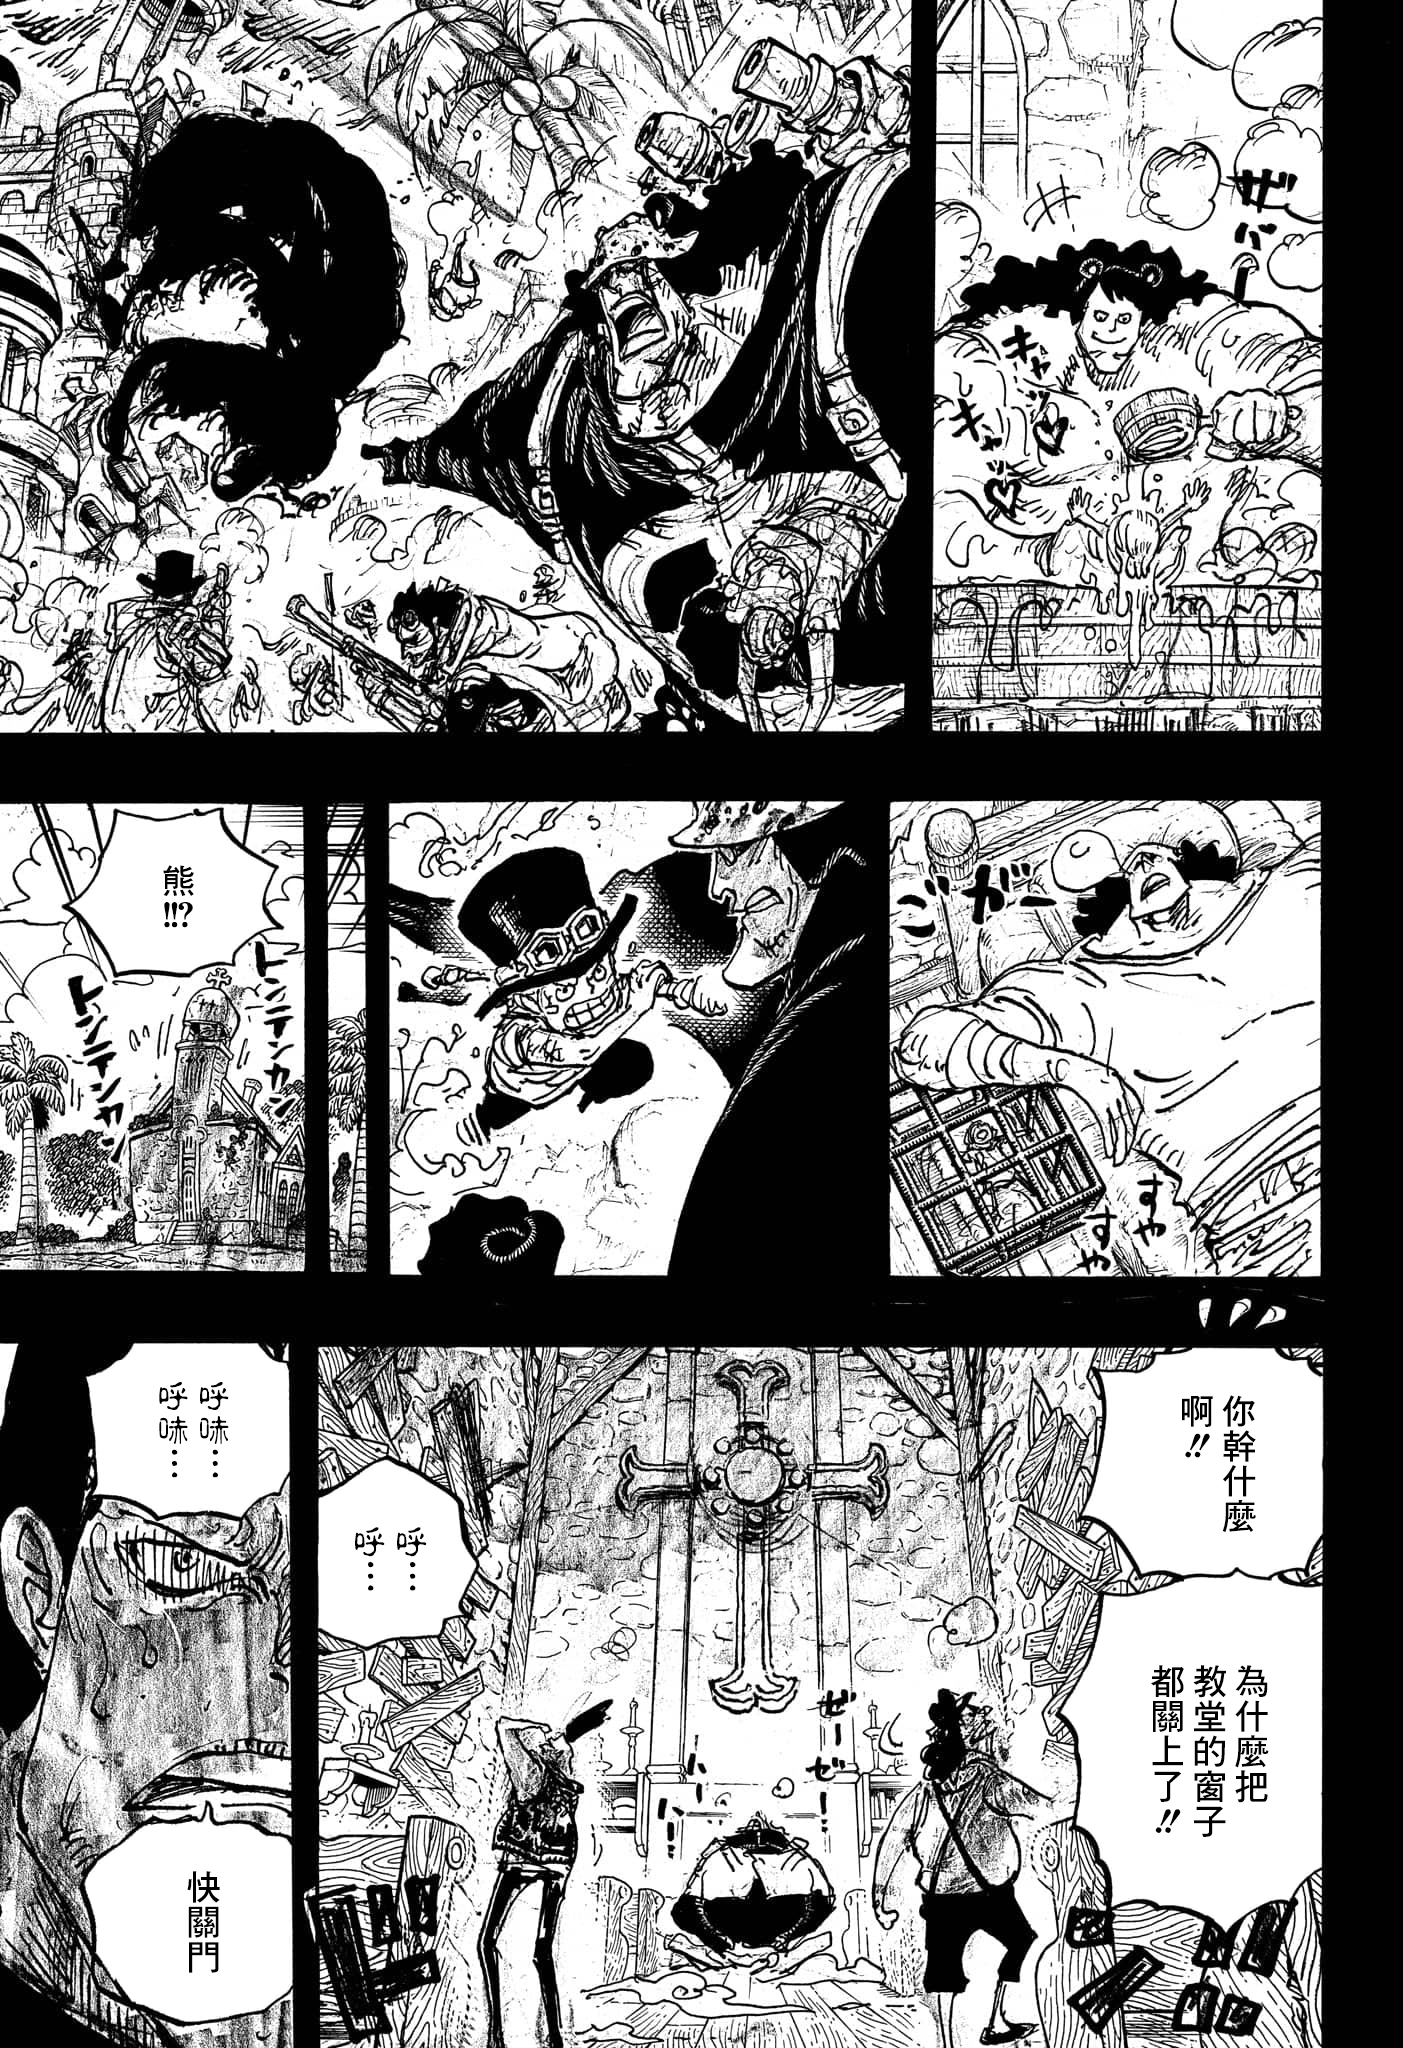 ザバー
キャ
キャッ
ごガー
すや
すや
熊!!?
トンテンカン
トンテンカン
你幹什麼
啊!!
為什麼把
教堂的窗子
都關上了!!
呼⋯
呼⋯
ゼー
ゼー
呼哧⋯
呼哧⋯
快關門